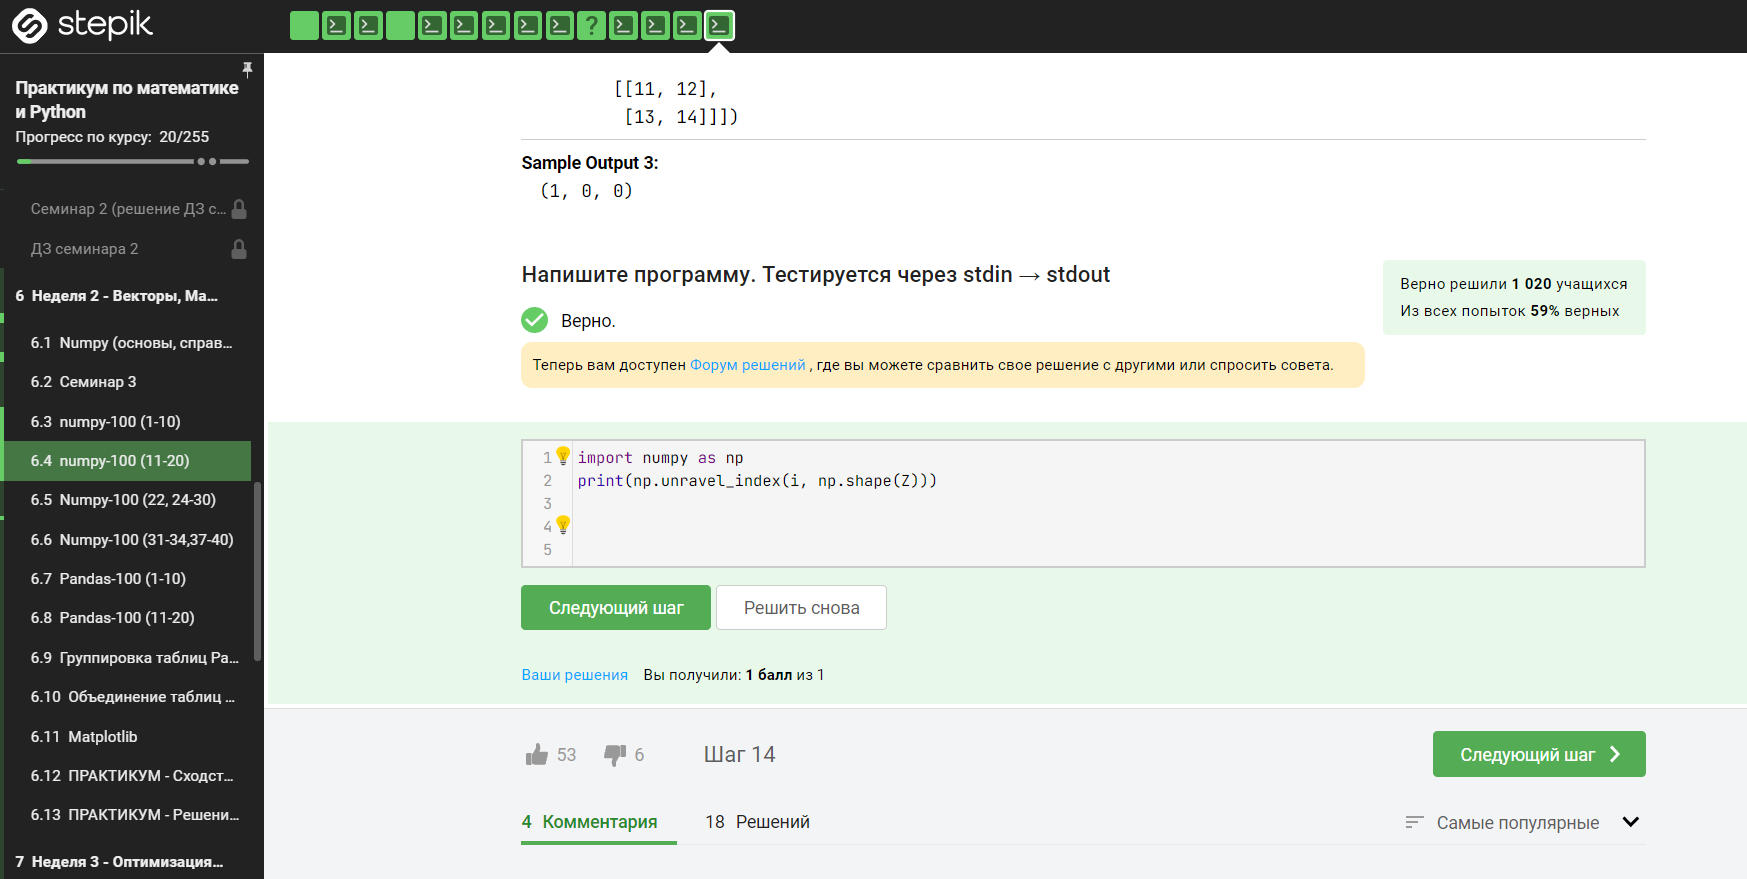 stepik
?
Практикум по математике
и Python
Прогресс по курсу: 20/255
Семинар 2 (решение ДЗ с...
ДЗ семинара 2
6 Неделя 2 - Векторы, Ма...
6.1 Numpy (основы, справ...
6.2 Семинар 3
6.3 numpy-100 (1-10)
6.4 numpy-100 (11-20)
6.5 Numpy-100 (22, 24-30)
6.6 Numpy-100 (31-34,37-40)
6.7 Pandas-100 (1-10)
6.8 Pandas-100 (11-20)
6.9 Группировка таблиц Pa...
6.10 Объединение таблиц ...
6.11 Matplotlib
6.12 ПРАКТИКУМ - Сходст...
6.13 ПРАКТИКУМ - Решени...
7 Неделя 3 - Оптимизация...
[[11, 12],
[13, 14]]])
Sample Output 3:
(1, 0, 0)
Напишите программу. Тестируется через stdin → stdout
Верно.
Верно решили 1 020 учащихся
Из всех попыток 59% верных
Теперь вам доступен Форум решений , где вы можете сравнить свое решение с другими или спросить совета.
1 import numpy as np
2 print(np.unravel_index(i, np.shape(Z)))
3
4
5
Следующий шаг
Решить снова
Ваши решения Вы получили: 1 балл из 1
53 6 Шаг 14
Следующий шаг
4 Комментария
18 Решений
Самые популярные